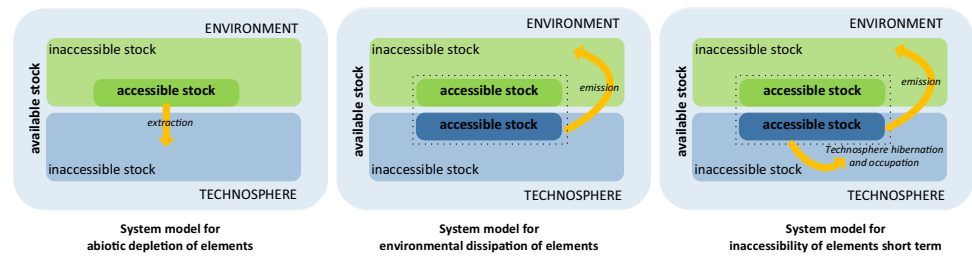 ENVIRONMENT
inaccessible stock
available stock
accessible stock
extraction
inaccessible stock
TECHNOSPHERE
System model for
abiotic depletion of elements
ENVIRONMENT
inaccessible stock
available stock
accessible stock
emission
accessible stock
inaccessible stock
TECHNOSPHERE
System model for
environmental dissipation of elements
ENVIRONMENT
inaccessible stock
available stock
accessible stock
emission
accessible stock
Technosphere hibernation
and occupation
inaccessible stock
TECHNOSPHERE
System model for
inaccessibility of elements short term